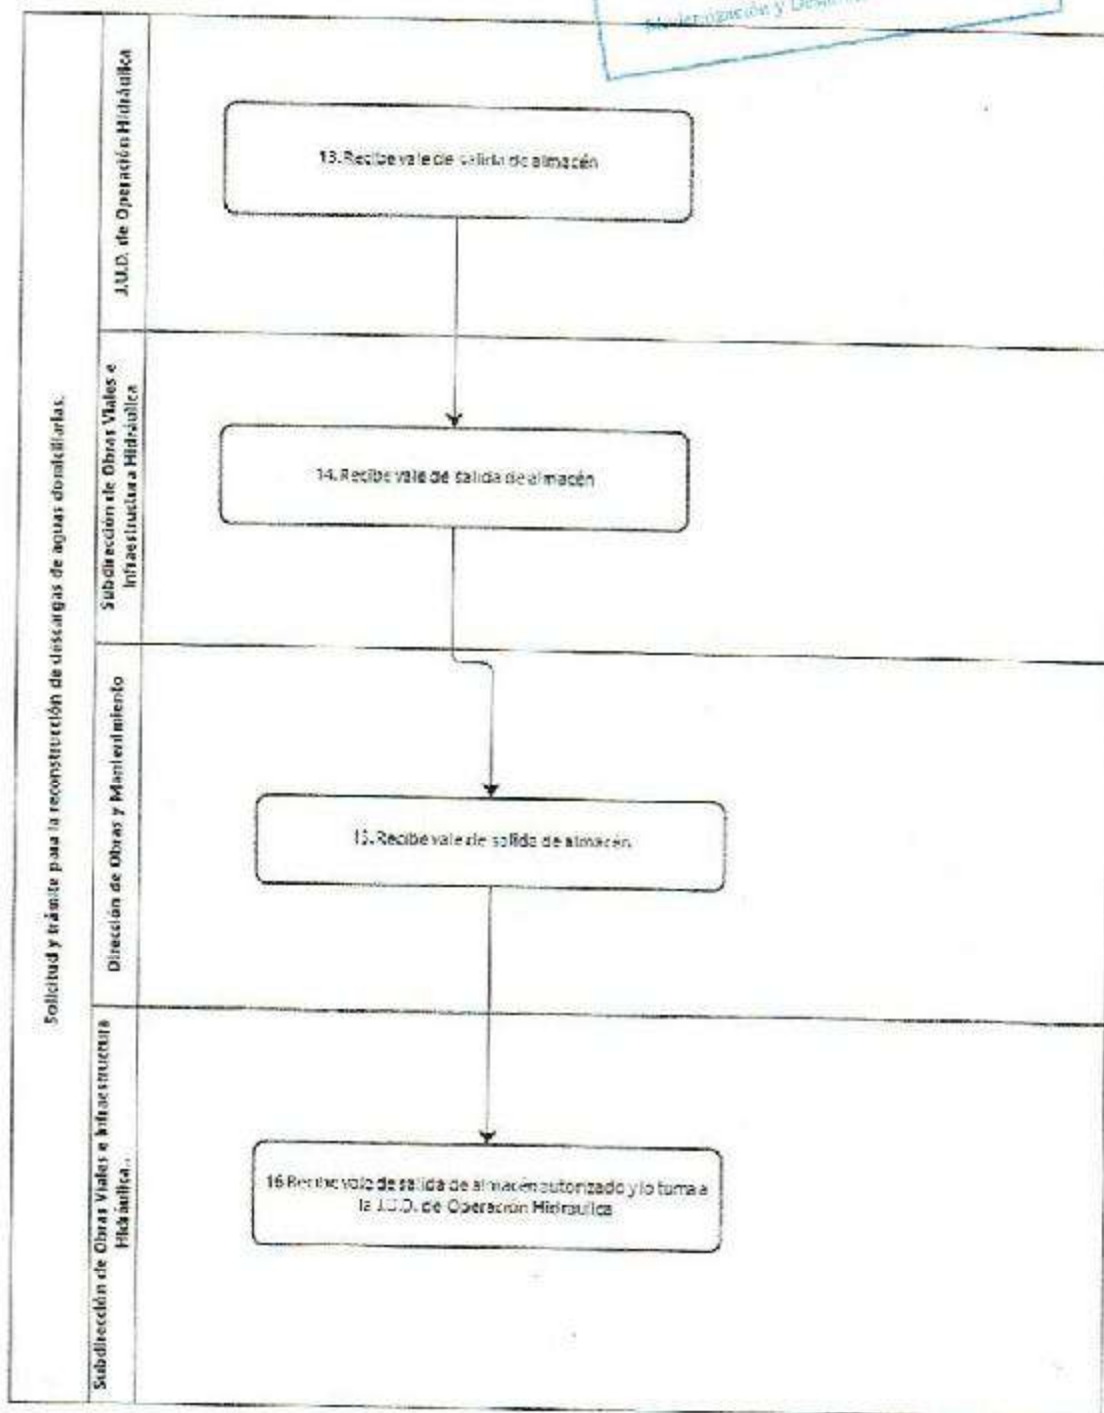 Modernización y
Solicitud y trámite para la reconstrucción de descargas de aguas domiciliarias.
J.U.D. de Operación Hidráulica
13. Recibe vale de salida de almacén
Subdirección de Obras Viales e
Infraestructura Hidráulica
14. Recibe vale de salida de almacén
Dirección de Obras y Mantenimiento
15. Recibe vale de salida de almacén
Subdirección de Obras Viales e Infraestructura
Hidráulica..
16 Recibe vale de salida de almacén autorizado y lo turna a
la J.U.D. de Operación Hidraulica